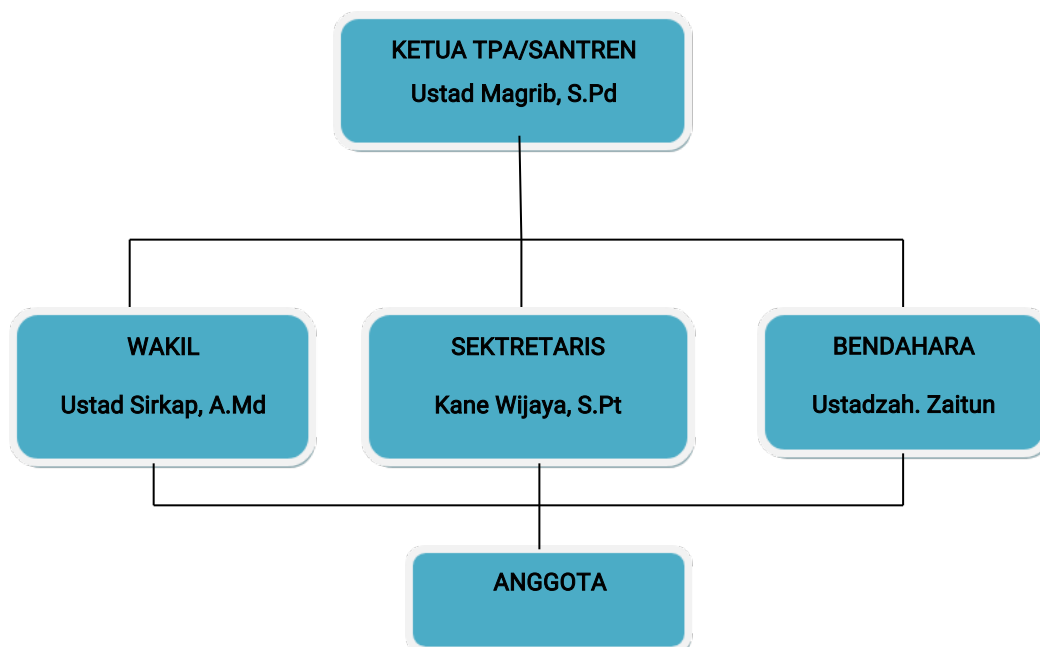 KETUA TPA/SANTREN
Ustad Magrib, S.Pd
WAKIL
Ustad Sirkap, A.Md
SEKTRETARIS
Kane Wijaya, S.Pt
BENDAHARA
Ustadzah. Zaitun
ANGGOTA